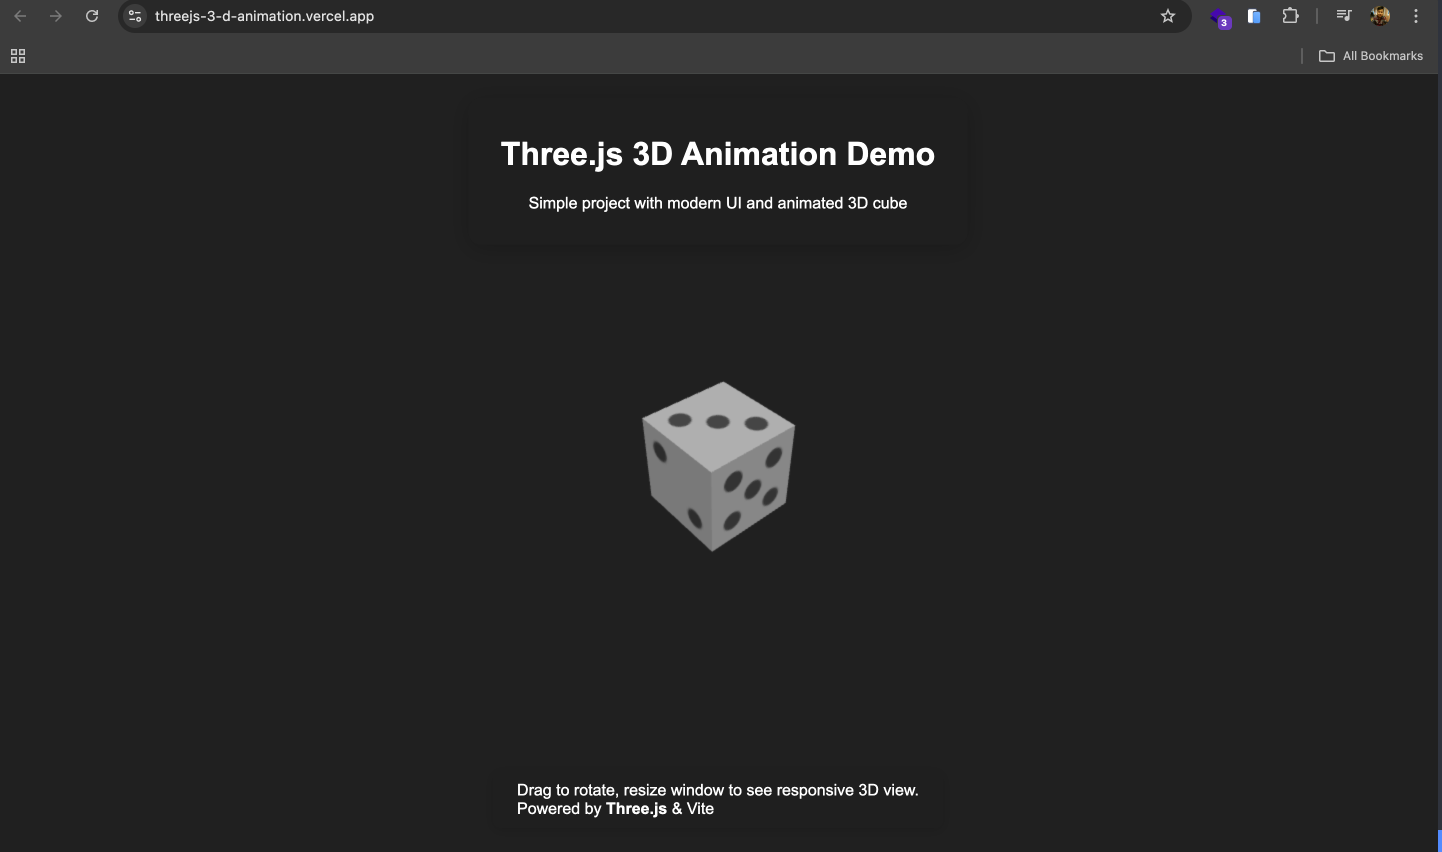 threejs-3-d-animation.vercel.app
3
All Bookmarks
Three.js 3D Animation Demo
Simple project with modern UI and animated 3D cube
Drag to rotate, resize window to see responsive 3D view.
Powered by Three.js & Vite